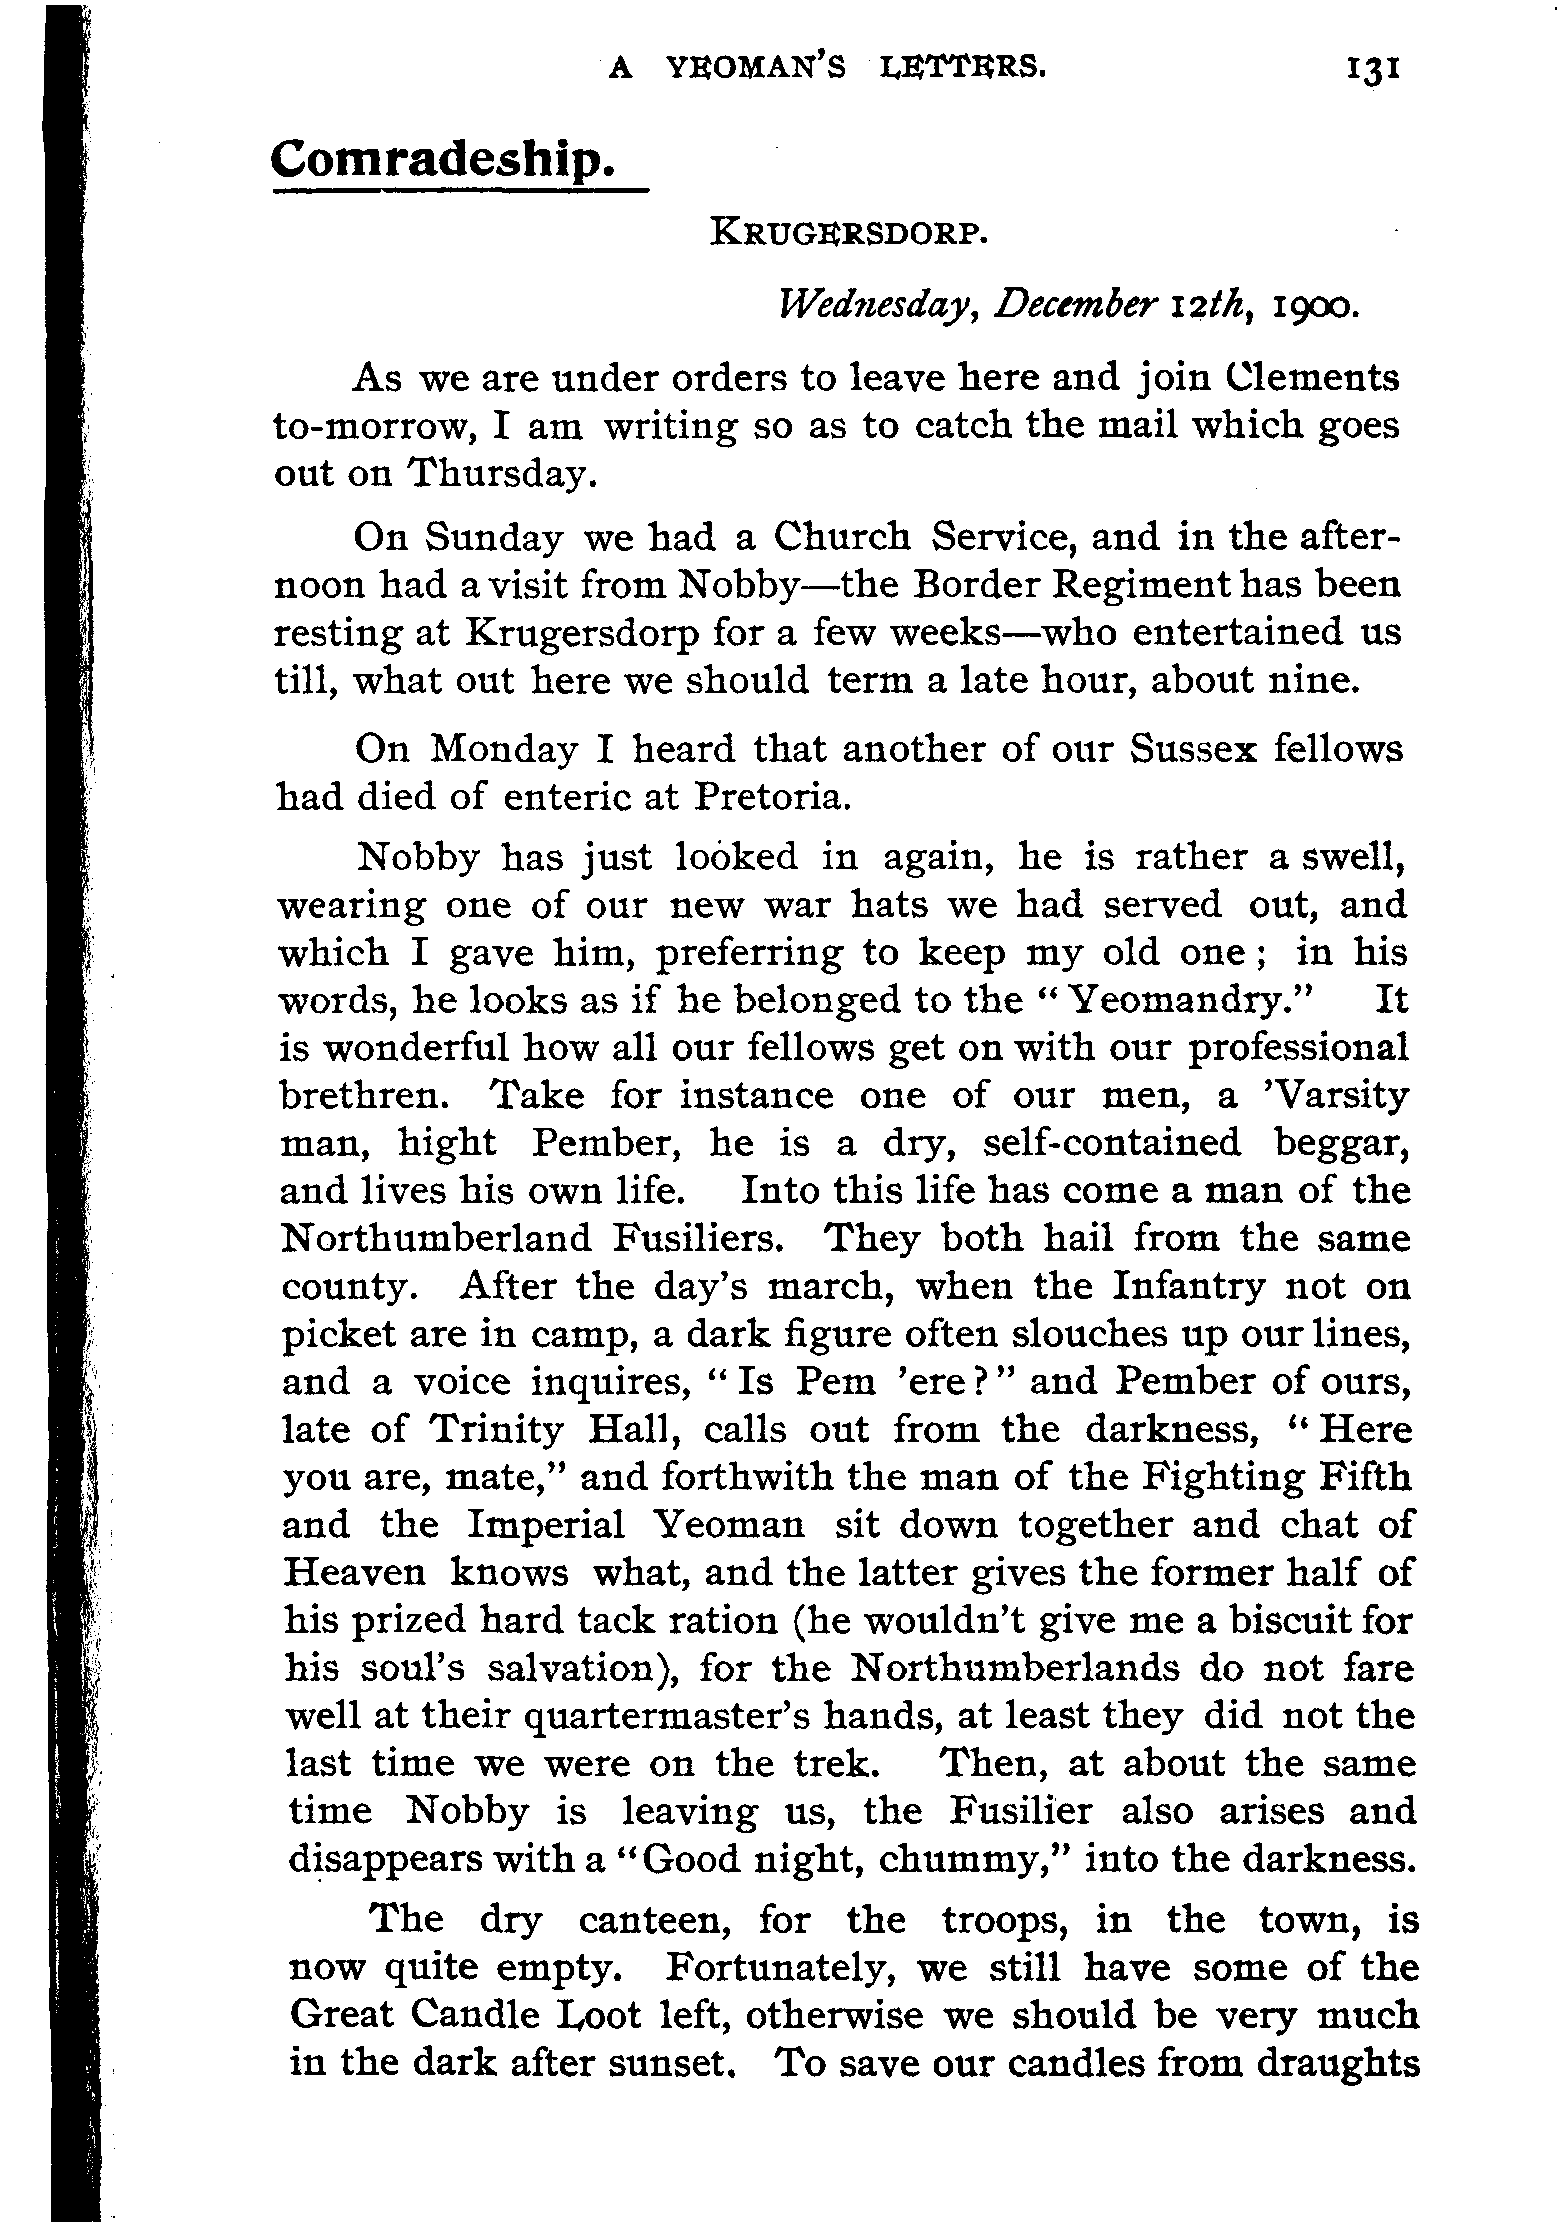 A YEOMAN'S LETTERS. 131
Comradeship.
KRUGERSDORP.
Wednesday, December 12th, 1900.
As we are under orders to leave here and join Clements
to-morrow, I am writing so as to catch the mail which goes
out on Thursday.
On Sunday we had a Church Service, and in the after-
noon had a visit from Nobby—the Border Regiment has been
resting at Krugersdorp for a few weeks—who entertained us
till, what out here we should term a late hour, about nine.
On Monday I heard that another of our Sussex fellows
had died of enteric at Pretoria.
Nobby has just looked in again, he is rather a swell,
wearing one of our new war hats we had served out, and
which I gave him, preferring to keep my old one; in his
words, he looks as if he belonged to the "Yeomandry." It
is wonderful how all our fellows get on with our professional
brethren. Take for instance one of our men, a 'Varsity
man, hight Pember, he is a dry, self-contained beggar,
and lives his own life. Into this life has come a man of the
Northumberland Fusiliers. They both hail from the same
county. After the day's march, when the Infantry not on
picket are in camp, a dark figure often slouches up our lines,
and a voice inquires, "Is Pem 'ere?" and Pember of ours,
late of Trinity Hall, calls out from the darkness, "Here
you are, mate," and forthwith the man of the Fighting Fifth
and the Imperial Yeoman sit down together and chat of
Heaven knows what, and the latter gives the former half of
his prized hard tack ration (he wouldn't give me a biscuit for
his soul's salvation), for the Northumberlands do not fare
well at their quartermaster's hands, at least they did not the
last time we were on the trek. Then, at about the same
time Nobby is leaving us, the Fusilier also arises and
disappears with a "Good night, chummy," into the darkness.
The dry canteen, for the troops, in the town, is
now quite empty. Fortunately, we still have some of the
Great Candle Loot left, otherwise we should be very much
in the dark after sunset. To save our candles from draughts